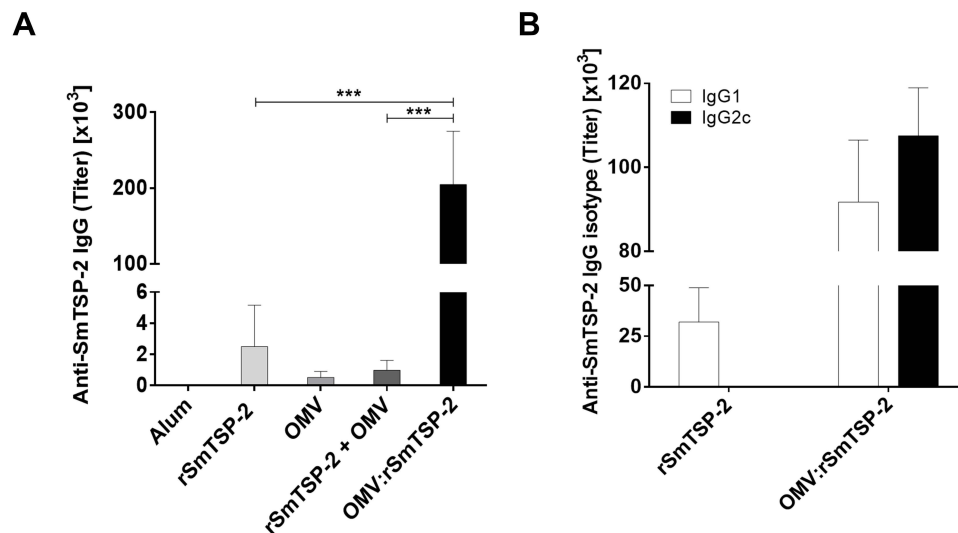 A
Anti-SmTSP-2 IgG (Titer) [x10³]
300
200
100
6
4
2
0
***
***
Alum
rSmTSP-2
OMV
rSmTSP-2 + OMV
OMV:rSmTSP-2
B
Anti-SmTSP-2 IgG isotype (Titer) [x10³]
120
100
80
50
25
0
IgG1
IgG2c
rSmTSP-2
OMV:rSmTSP-2